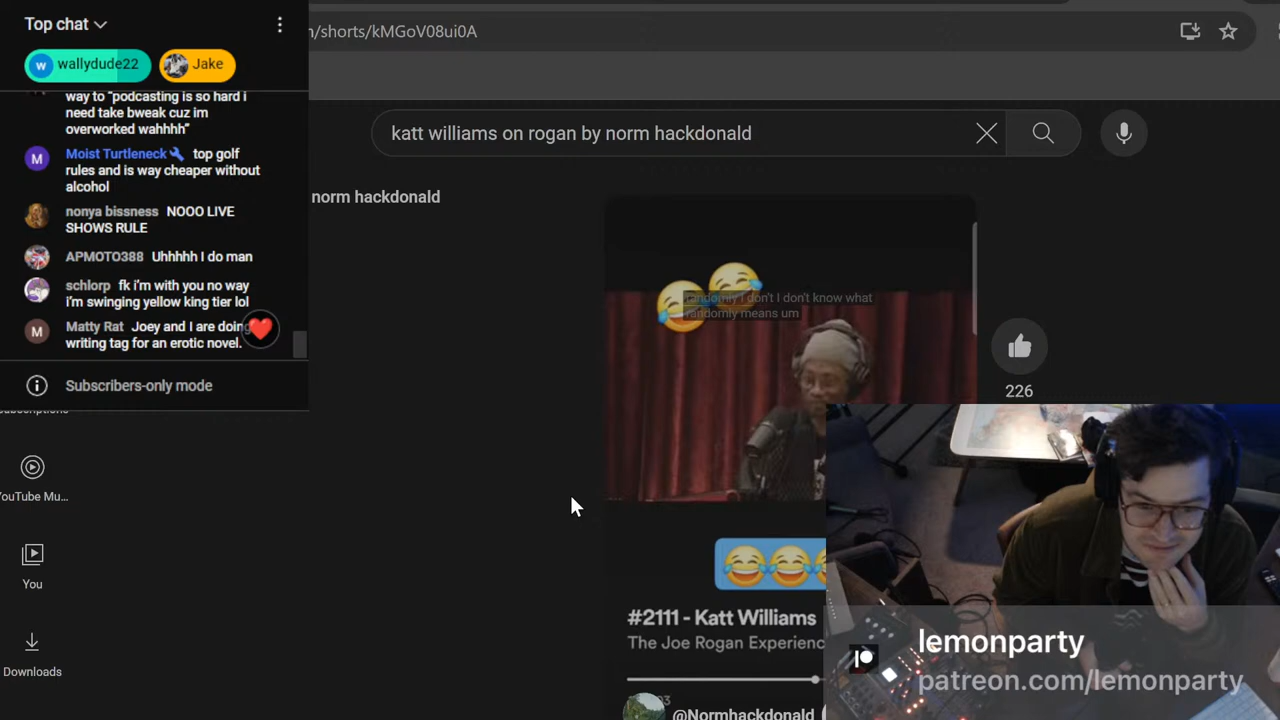 Top chat
wallydude22
Jake
way to “podcasting is so hard i
need take bweak cuz im
overworked wahhhh”
M
Moist Turtleneck top golf
rules and is way cheaper without
alcohol
nonya bissness NOOO LIVE
SHOWS RULE
APMOTO388 Uhhhhh I do man
schlorp fk i’m with you no way
i’m swinging yellow king tier lol
M
Matty Rat Joey and I are doing
writing tag for an erotic novel.
Subscribers-only mode
/shorts/kMGoV08ui0A
katt williams on rogan by norm hackdonald
norm hackdonald
randomly I don't I don't know what
randomly means um
226
YouTube Mu...
You
Downloads
#2111 - Katt Williams
The Joe Rogan Experienc
@Normhackdonald
lemonparty
patreon.com/lemonparty